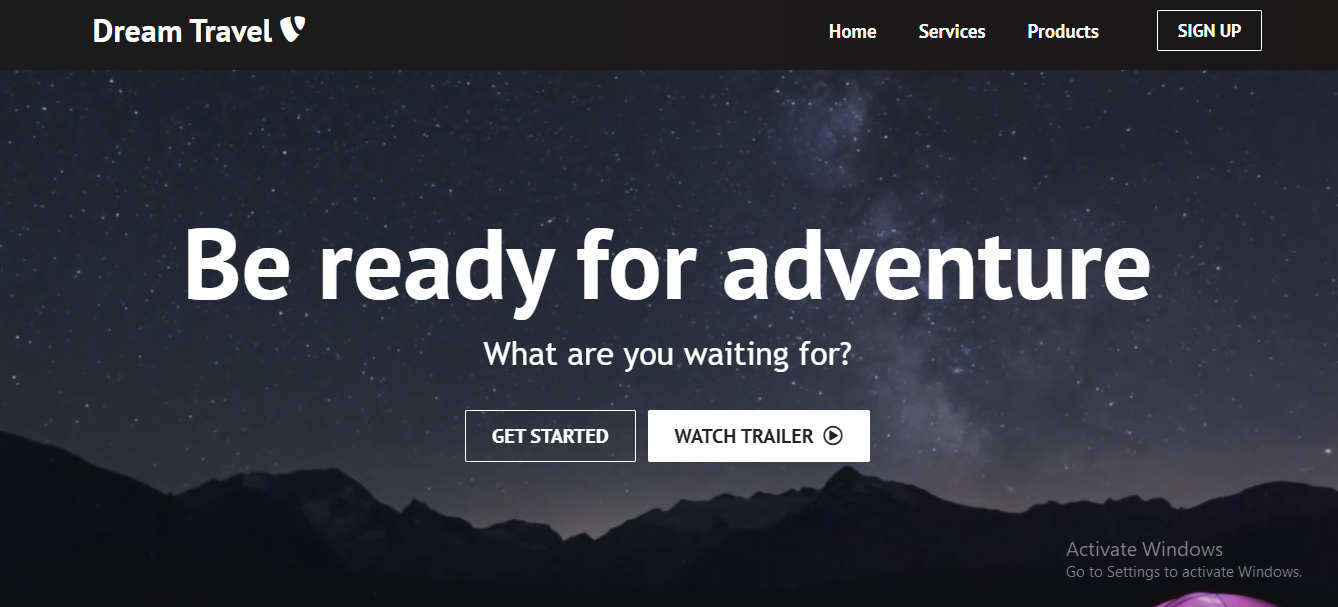 Dream Travel
Home Services Products SIGN UP
Be ready for adventure
What are you waiting for?
GET STARTED WATCH TRAILER
Activate Windows
Go to Settings to activate Windows.